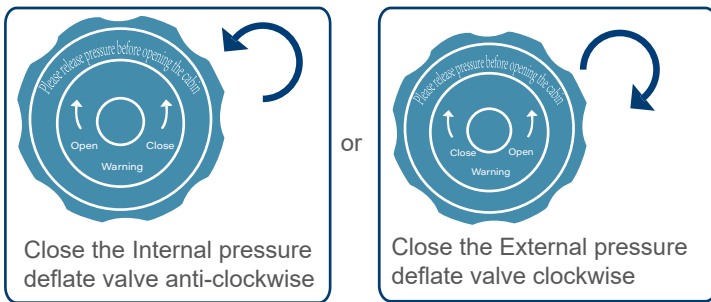 Please release pressure before opening the cabin
Open
Close
Warning
Close the Internal pressure
deflate valve anti-clockwise
or
Please release pressure before opening the cabin
Close
Open
Warning
Close the External pressure
deflate valve clockwise